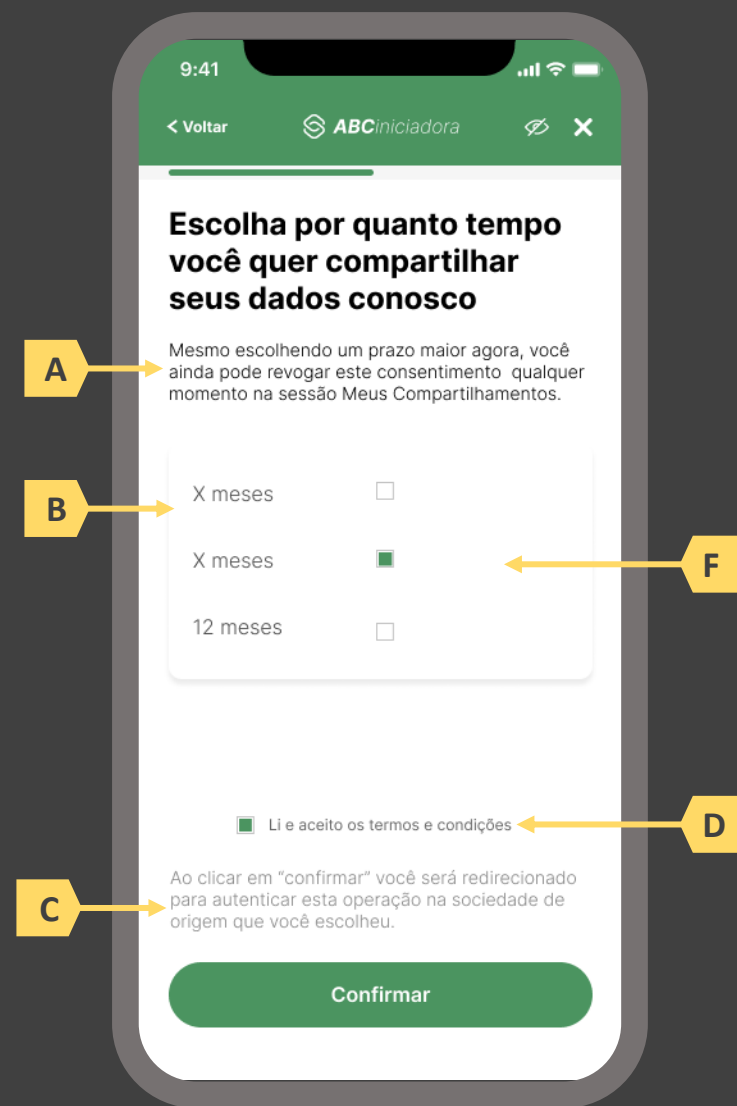 9:41
< Voltar
ABCiniciadora
Escolha por quanto tempo
você quer compartilhar
seus dados conosco
A
Mesmo escolhendo um prazo maior agora, você
ainda pode revogar este consentimento  qualquer
momento na sessão Meus Compartilhamentos.
B
X meses
X meses
F
12 meses
Li e aceito os termos e condições
D
C
Ao clicar em “confirmar” você será redirecionado
para autenticar esta operação na sociedade de
origem que você escolheu.
Confirmar